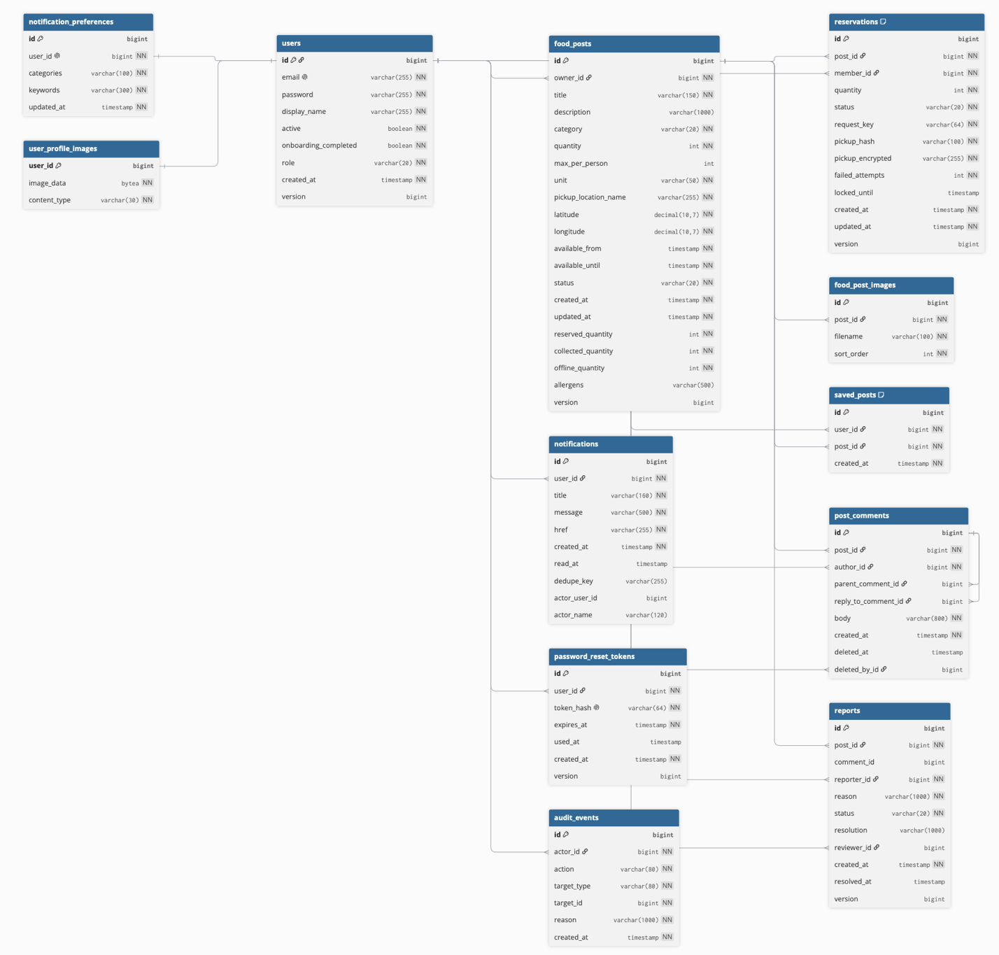 notification_preferences
id bigint
user_id bigint NN
categories varchar(100) NN
keywords varchar(300) NN
updated_at timestamp NN
user_profile_images
user_id bigint
image_data bytea NN
content_type varchar(30) NN
users
id bigint
email varchar(255) NN
password varchar(255) NN
display_name varchar(255) NN
active boolean NN
onboarding_completed boolean NN
role varchar(20) NN
created_at timestamp NN
version bigint
food_posts
id bigint
owner_id bigint NN
title varchar(150) NN
description varchar(1000)
category varchar(20) NN
quantity int NN
max_per_person int
unit varchar(50) NN
pickup_location_name varchar(255) NN
latitude decimal(10,7) NN
longitude decimal(10,7) NN
available_from timestamp NN
available_until timestamp NN
status varchar(20) NN
created_at timestamp NN
updated_at timestamp NN
reserved_quantity int NN
collected_quantity int NN
offline_quantity int NN
allergens varchar(500)
version bigint
notifications
id bigint
user_id bigint NN
title varchar(160) NN
message varchar(500) NN
href varchar(255) NN
created_at timestamp NN
read_at timestamp
dedupe_key varchar(255)
actor_user_id bigint
actor_name varchar(120)
password_reset_tokens
id bigint
user_id bigint NN
token_hash varchar(64) NN
expires_at timestamp NN
used_at timestamp
created_at timestamp NN
version bigint
audit_events
id bigint
actor_id bigint NN
action varchar(80) NN
target_type varchar(80) NN
target_id bigint NN
reason varchar(1000) NN
created_at timestamp NN
reservations
id bigint
post_id bigint NN
member_id bigint NN
quantity int NN
status varchar(20) NN
request_key varchar(64) NN
pickup_hash varchar(100) NN
pickup_encrypted varchar(255) NN
failed_attempts int NN
locked_until timestamp
created_at timestamp NN
updated_at timestamp NN
version bigint
food_post_images
id bigint
post_id bigint NN
filename varchar(100) NN
sort_order int NN
saved_posts
id bigint
user_id bigint NN
post_id bigint NN
created_at timestamp NN
post_comments
id bigint
post_id bigint NN
author_id bigint NN
parent_comment_id bigint
reply_to_comment_id bigint
body varchar(800) NN
created_at timestamp NN
deleted_at timestamp
deleted_by_id bigint
reports
id bigint
post_id bigint NN
comment_id bigint
reporter_id bigint NN
reason varchar(1000) NN
status varchar(20) NN
resolution varchar(1000)
reviewer_id bigint
created_at timestamp NN
resolved_at timestamp
version bigint